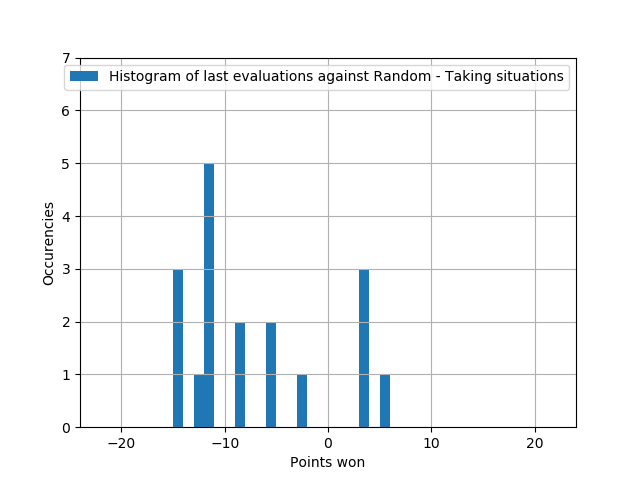 Histogram of last evaluations against Random - Taking situations
7
6
5
4
3
2
1
0
Occurencies
−20 −10 0 10 20
Points won